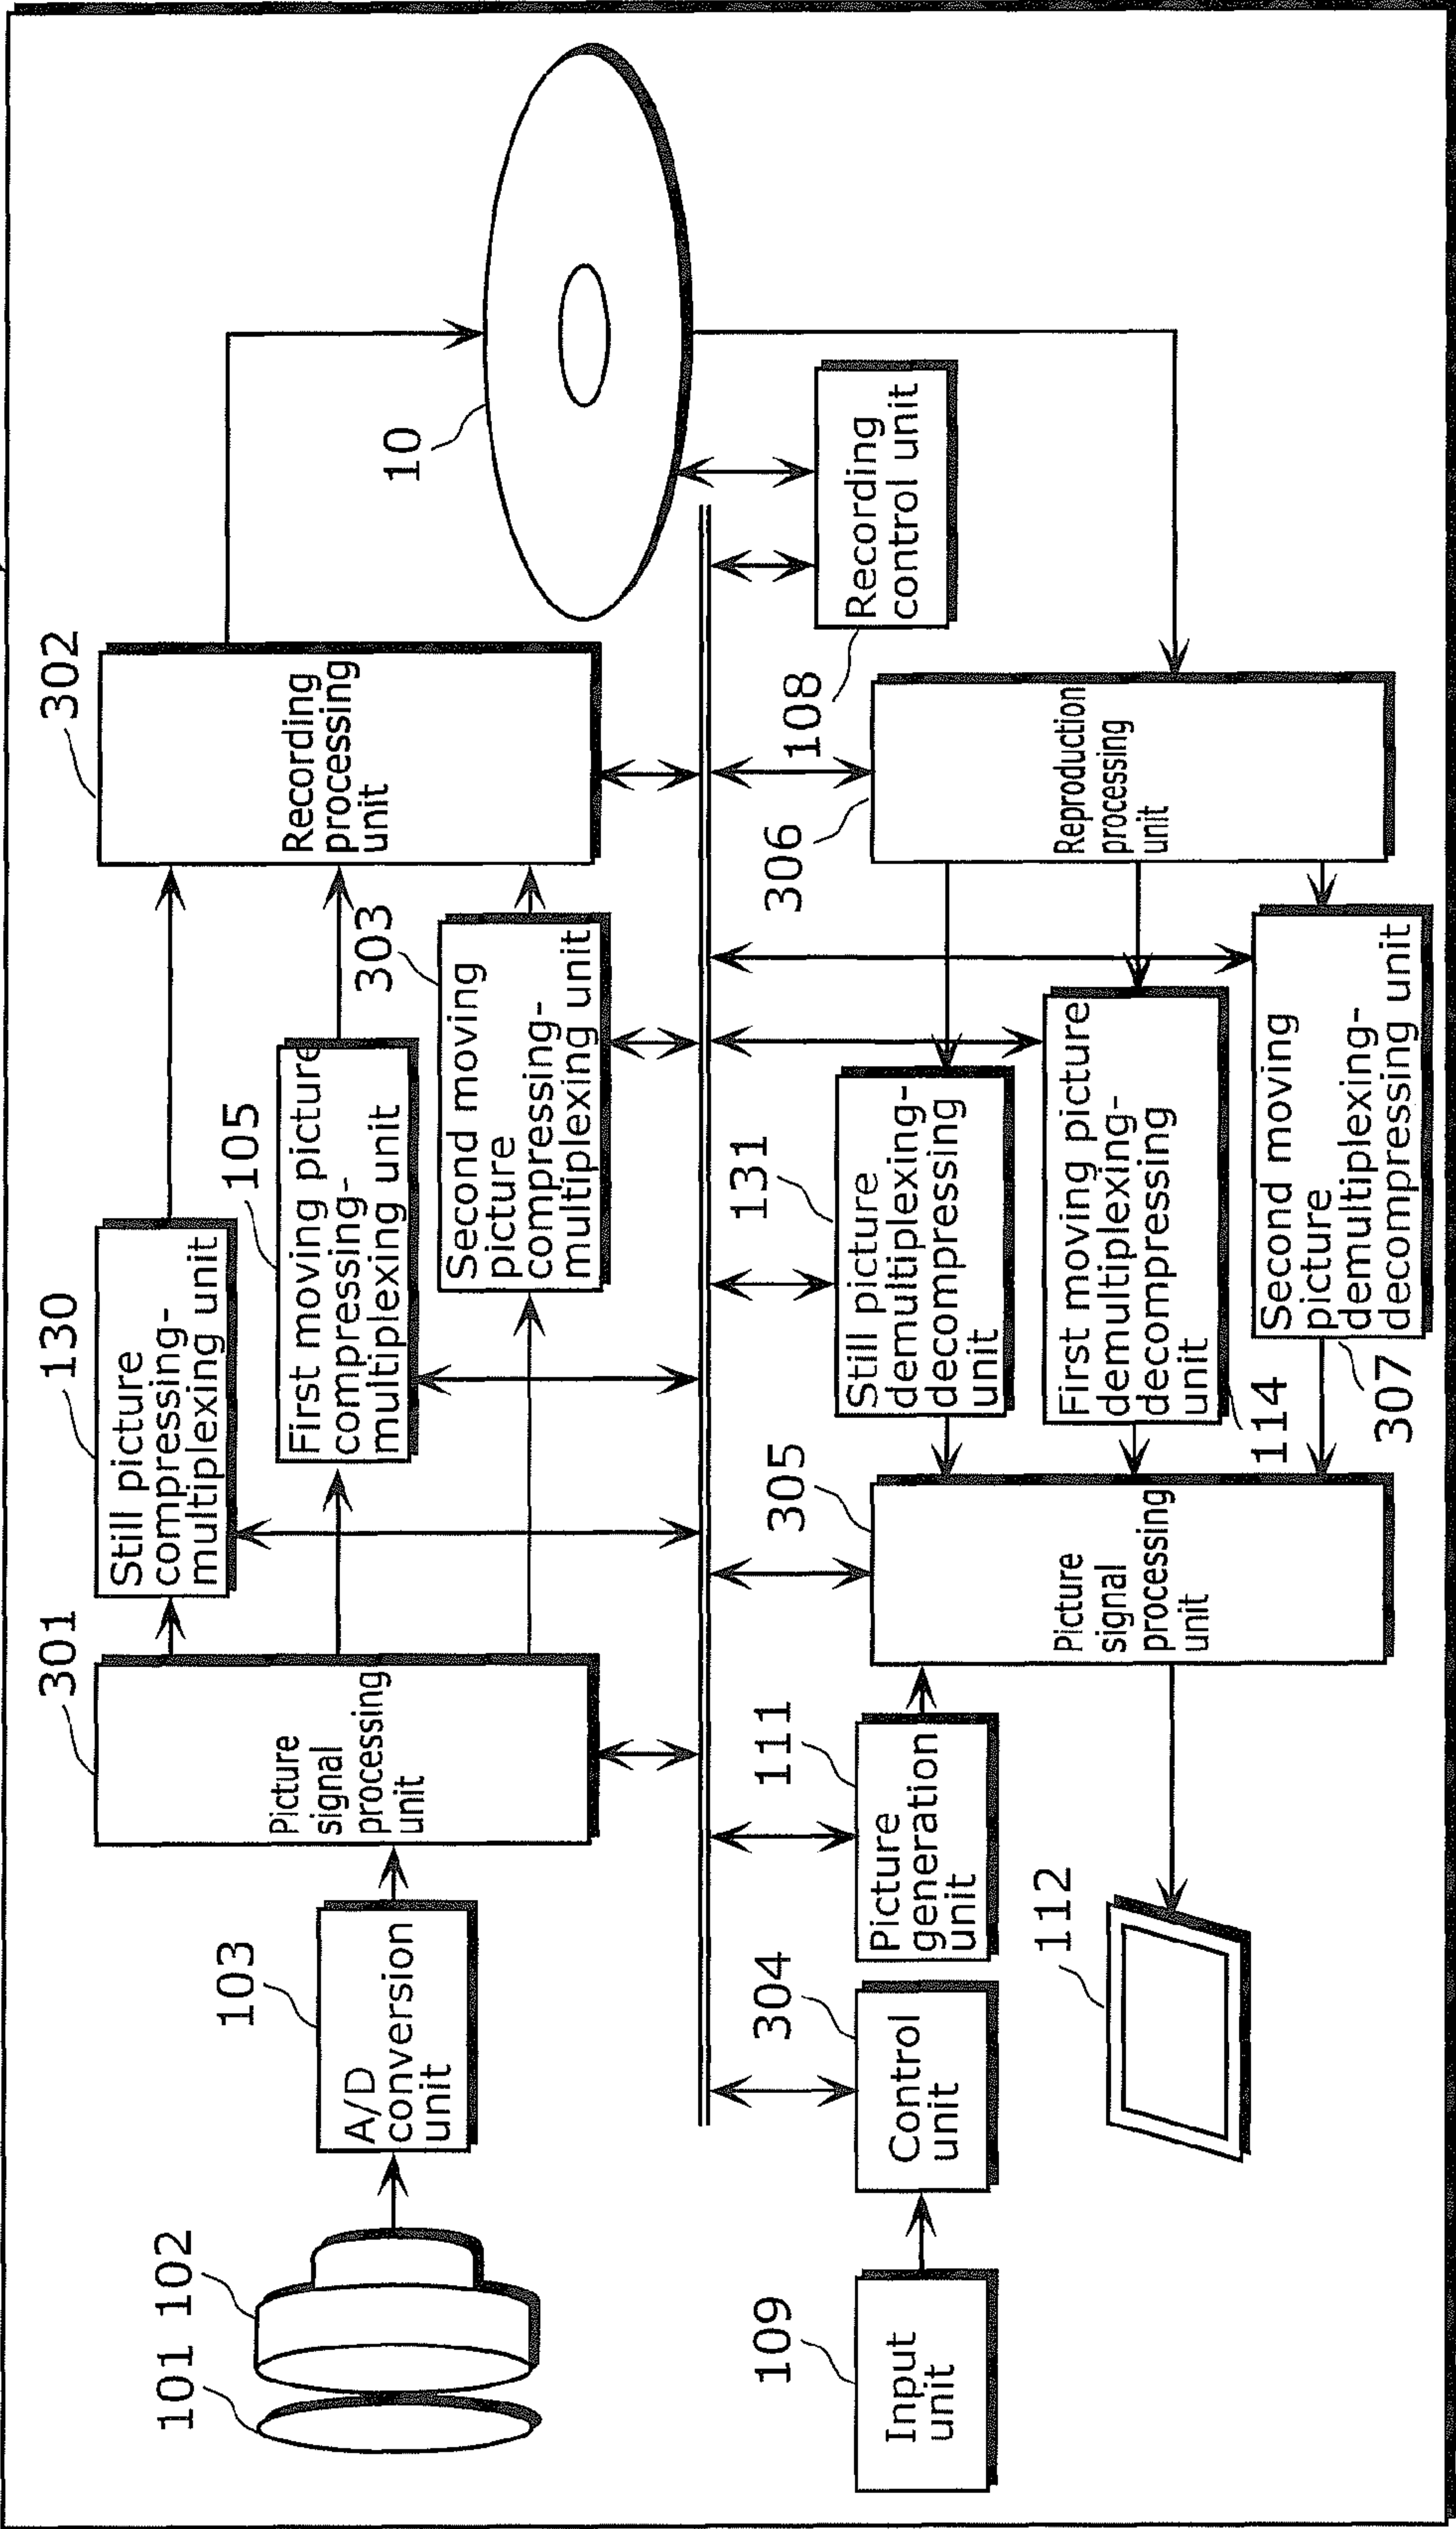 301
130
302
Still picture
compressing-
multiplexing unit
105
103
Picture
signal
processing
unit
First moving picture
compressing-
multiplexing unit
303
Recording
processing
unit
101
102
A/D
conversion
unit
Second moving
picture
compressing-
multiplexing unit
10
109
304
111
305
131
306
108
Input
unit
Control
unit
Picture
generation
unit
Still picture
demultiplexing-
decompressing
unit
Recording
control unit
112
Picture
signal
processing
unit
First moving picture
demultiplexing-
decompressing
unit
114
Reproduction
processing
unit
Second moving
picture
demultiplexing-
decompressing unit
307